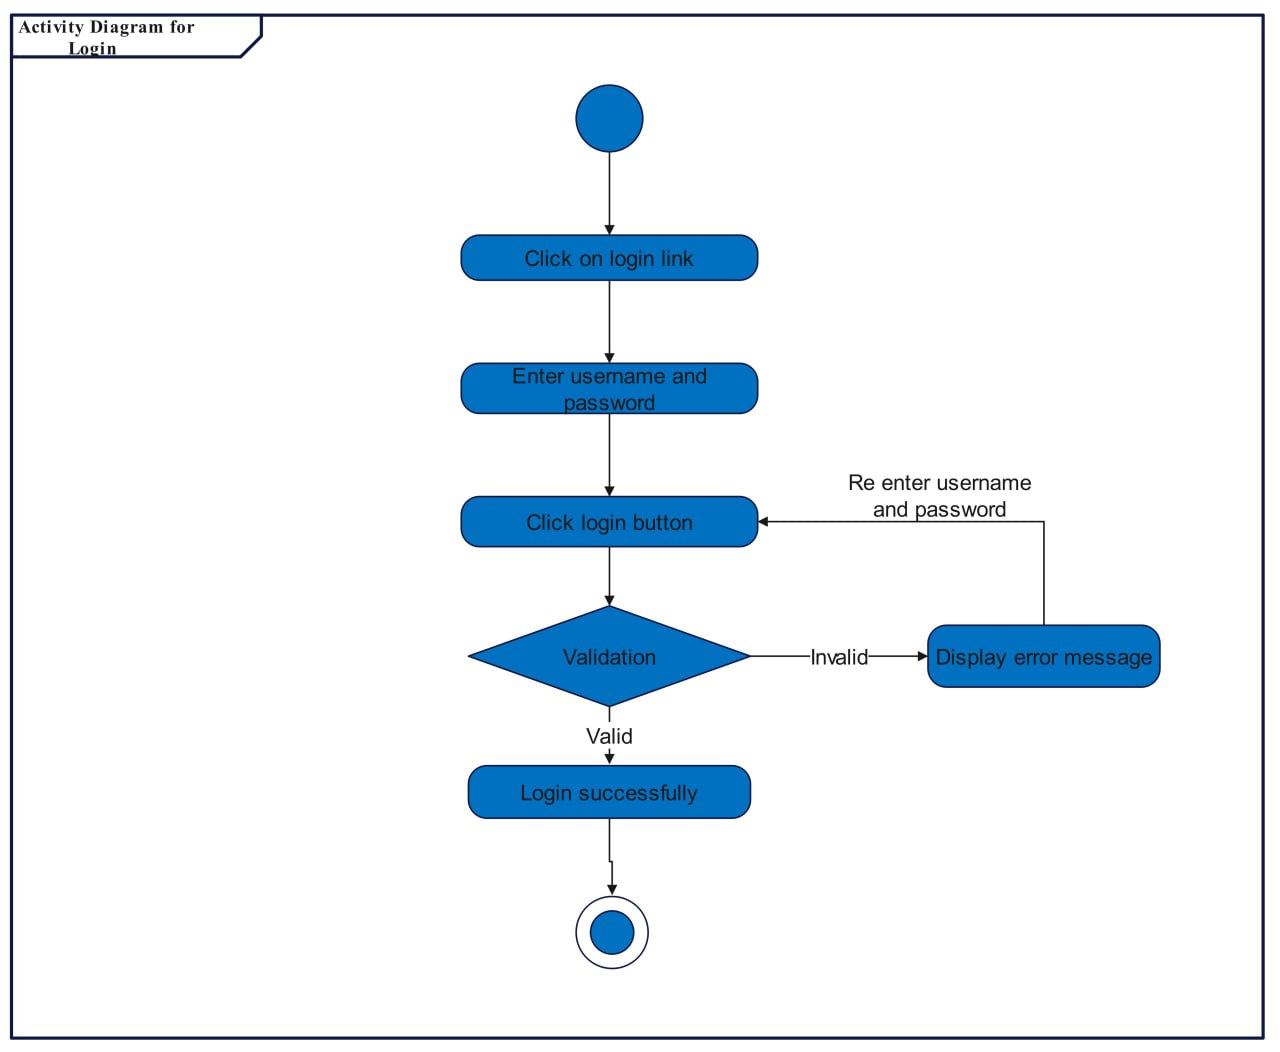 Activity Diagram for
Login
Click on login link
Enter username and
password
Re enter username
and password
Click login button
Validation
Invalid
Display error message
Valid
Login successfully